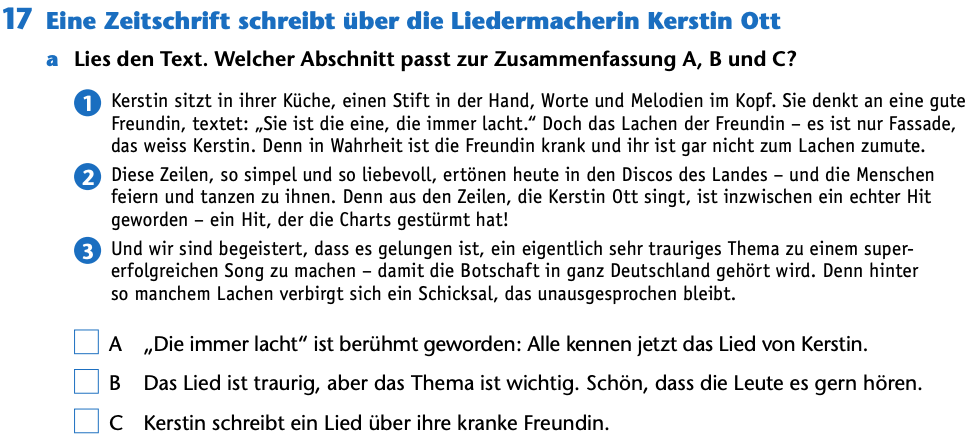 17 Eine Zeitschrift schreibt über die Liedermacherin Kerstin Ott
a Lies den Text. Welcher Abschnitt passt zur Zusammenfassung A, B und C?
1 Kerstin sitzt in ihrer Küche, einen Stift in der Hand, Worte und Melodien im Kopf. Sie denkt an eine gute
Freundin, textet: „Sie ist die eine, die immer lacht.“ Doch das Lachen der Freundin – es ist nur Fassade,
das weiss Kerstin. Denn in Wahrheit ist die Freundin krank und ihr ist gar nicht zum Lachen zumute.
2 Diese Zeilen, so simpel und so liebevoll, ertönen heute in den Discos des Landes – und die Menschen
feiern und tanzen zu ihnen. Denn aus den Zeilen, die Kerstin Ott singt, ist inzwischen ein echter Hit
geworden – ein Hit, der die Charts gestürmt hat!
3 Und wir sind begeistert, dass es gelungen ist, ein eigentlich sehr trauriges Thema zu einem super-
erfolgreichen Song zu machen – damit die Botschaft in ganz Deutschland gehört wird. Denn hinter
so manchem Lachen verbirgt sich ein Schicksal, das unausgesprochen bleibt.
A „Die immer lacht“ ist berühmt geworden: Alle kennen jetzt das Lied von Kerstin.
B Das Lied ist traurig, aber das Thema ist wichtig. Schön, dass die Leute es gern hören.
C Kerstin schreibt ein Lied über ihre kranke Freundin.